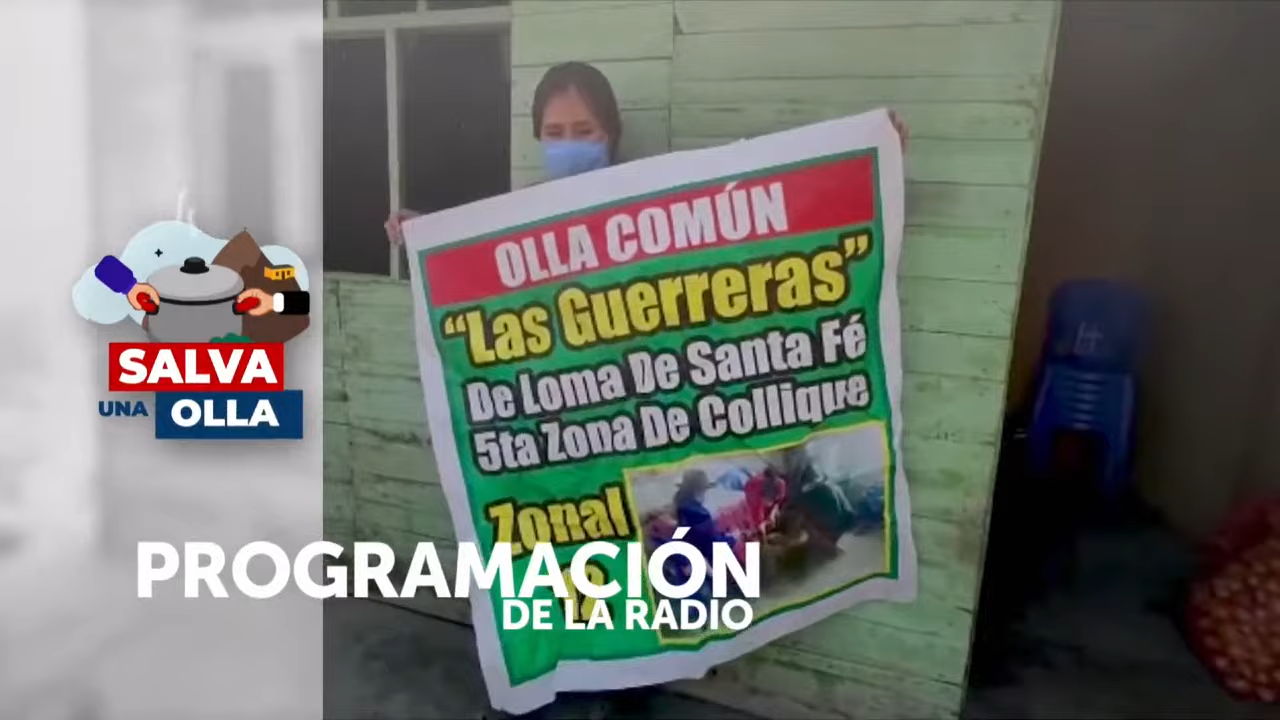 OLLA COMÚN
“Las Guerreras”
De Loma De Santa Fé
5ta Zona De Collique
Zonal
12
SALVA
UNA OLLA
PROGRAMACIÓN
DE LA RADIO